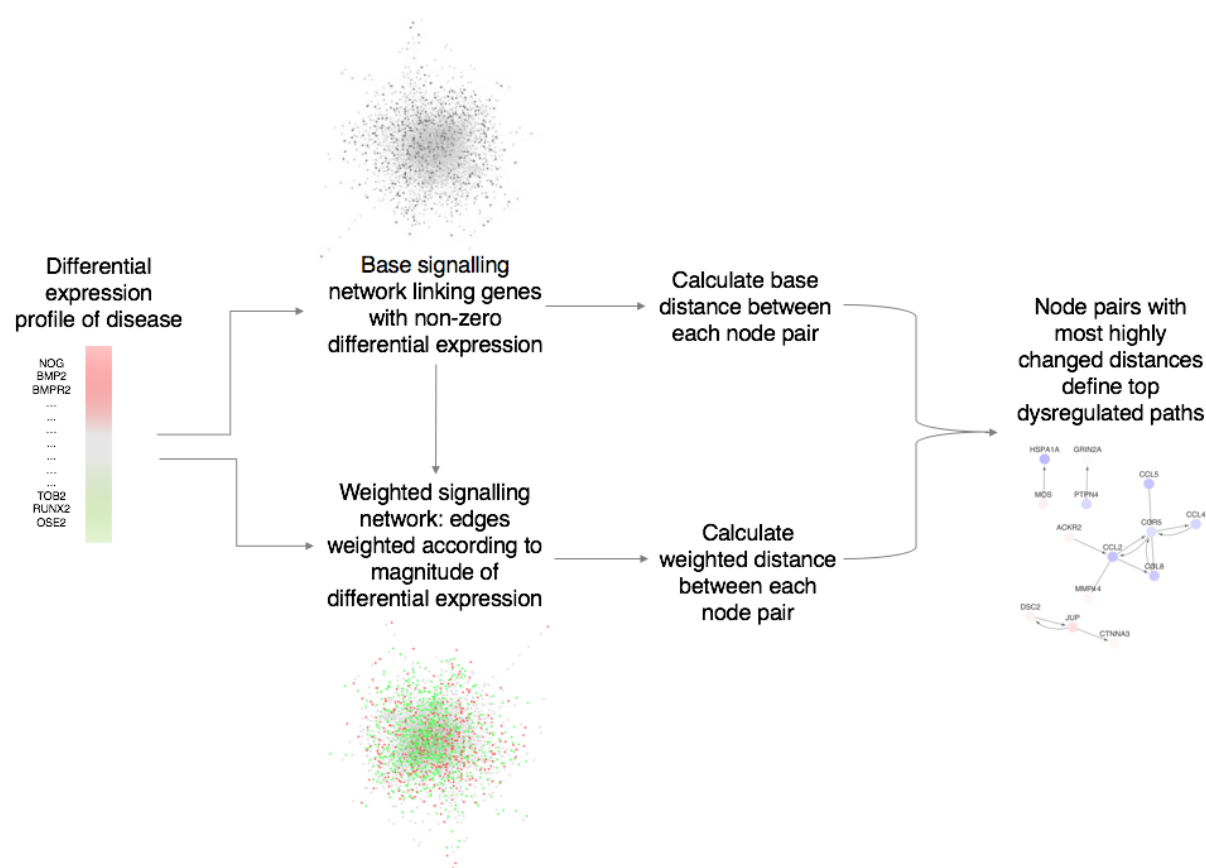 Differential
expression
profile of disease
NOG
BMP2
BMPR2
...
...
...
...
...
...
...
TOB2
RUNX2
OSE2
Base signalling
network linking genes
with non-zero
differential expression
Weighted signalling
network: edges
weighted according to
magnitude of
differential expression
Calculate base
distance between
each node pair
Calculate
weighted distance
between each
node pair
Node pairs with
most highly
changed distances
define top
dysregulated paths
HSPA1A
GRIN2A
MOS
PTPN4
CCL5
CCR5
CCL4
ACKR2
CCL2
CCL8
MMP14
DSC2
JUP
CTNNA3